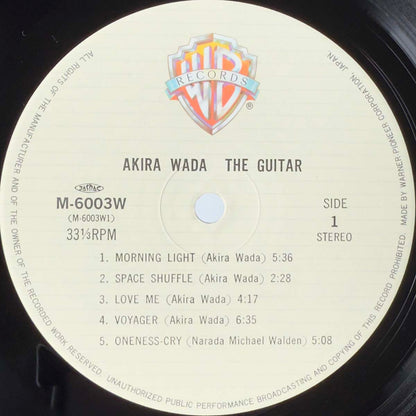 WB
RECORDS
®
AKIRA WADA THE GUITAR
JASRAC
M-6003W
(M-6003W1)
33⅓RPM
SIDE
1
STEREO
1. MORNING LIGHT (Akira Wada) 5:36
2. SPACE SHUFFLE (Akira Wada) 2:28
3. LOVE ME (Akira Wada) 4:17
4. VOYAGER (Akira Wada) 6:35
5. ONENESS-CRY (Narada Michael Walden) 5:08
ALL RIGHTS OF THE MANUFACTURER AND OF THE OWNER OF THE RECORDED WORK RESERVED. UNAUTHORIZED PUBLIC PERFORMANCE BROADCASTING AND COPYING OF THIS RECORD PROHIBITED. MADE BY WARNER-PIONEER CORPORATION, JAPAN